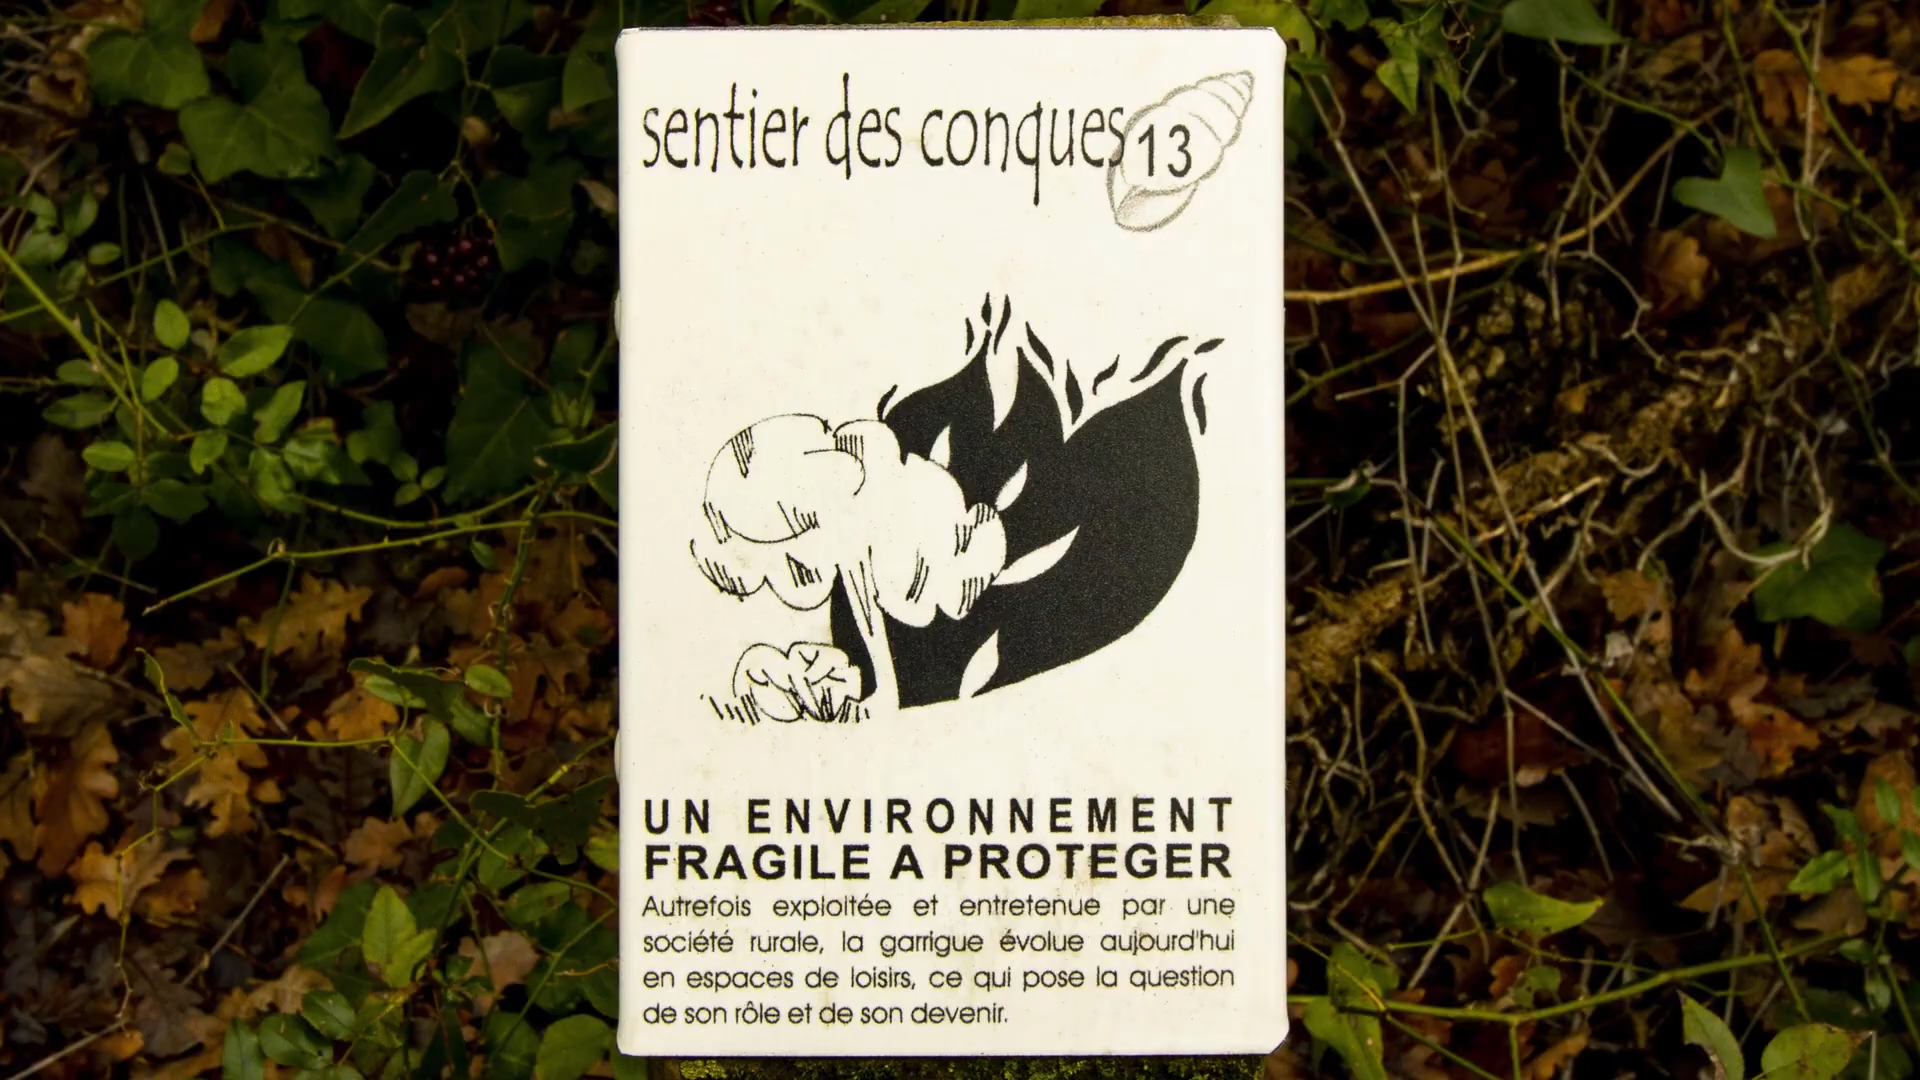 sentier des conques 13
UN ENVIRONNEMENT
FRAGILE A PROTEGER
Autrefois exploitée et entretenue par une
société rurale, la garrigue évolue aujourd'hui
en espaces de loisirs, ce qui pose la question
de son rôle et de son devenir.